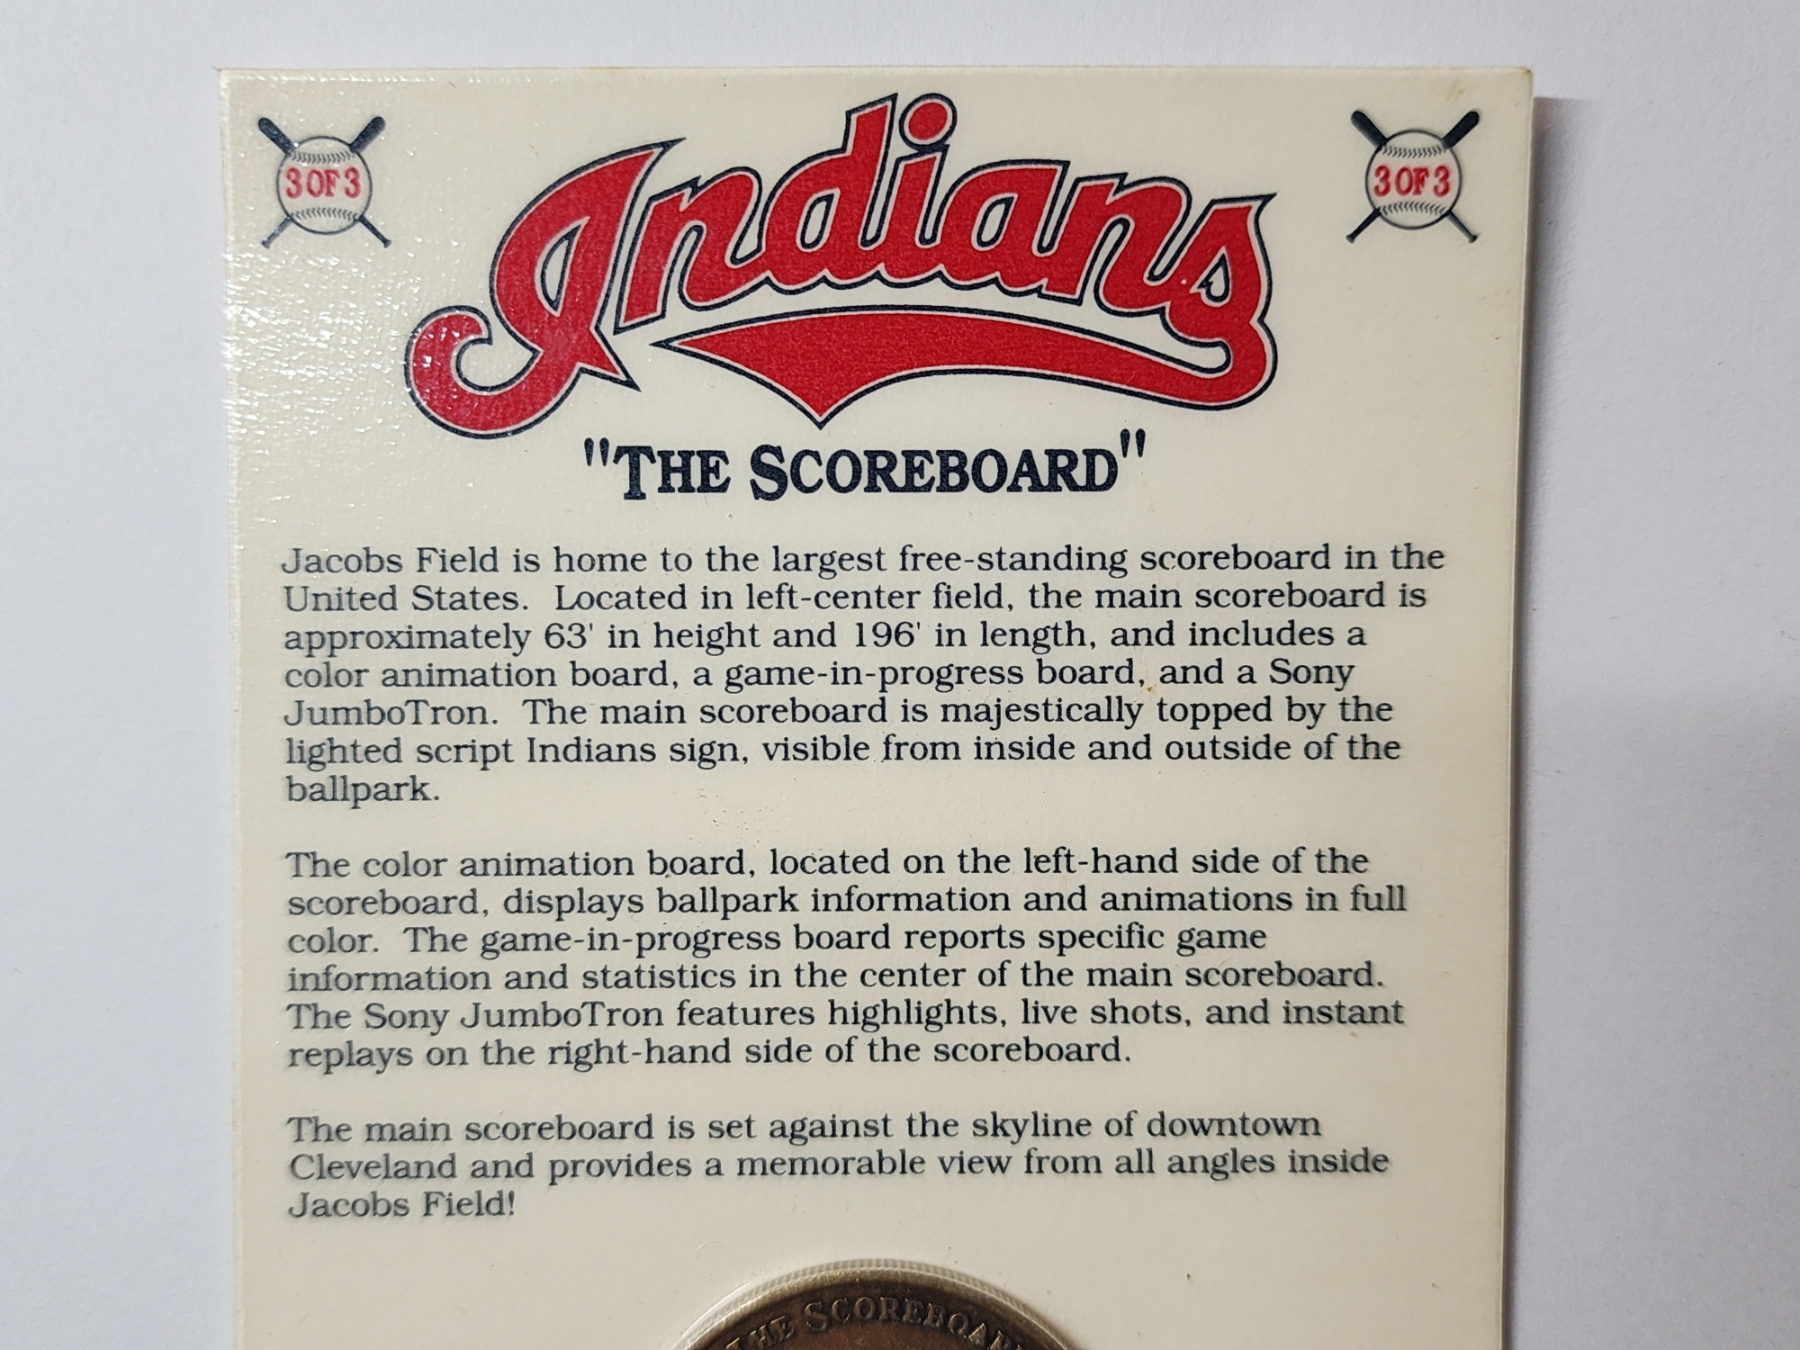 3 OF 3
Indians
3 OF 3
"THE SCOREBOARD"
Jacobs Field is home to the largest free-standing scoreboard in the
United States. Located in left-center field, the main scoreboard is
approximately 63' in height and 196' in length, and includes a
color animation board, a game-in-progress board, and a Sony
JumboTron. The main scoreboard is majestically topped by the
lighted script Indians sign, visible from inside and outside of the
ballpark.
The color animation board, located on the left-hand side of the
scoreboard, displays ballpark information and animations in full
color. The game-in-progress board reports specific game
information and statistics in the center of the main scoreboard.
The Sony JumboTron features highlights, live shots, and instant
replays on the right-hand side of the scoreboard.
The main scoreboard is set against the skyline of downtown
Cleveland and provides a memorable view from all angles inside
Jacobs Field!
THE SCOREBOAR